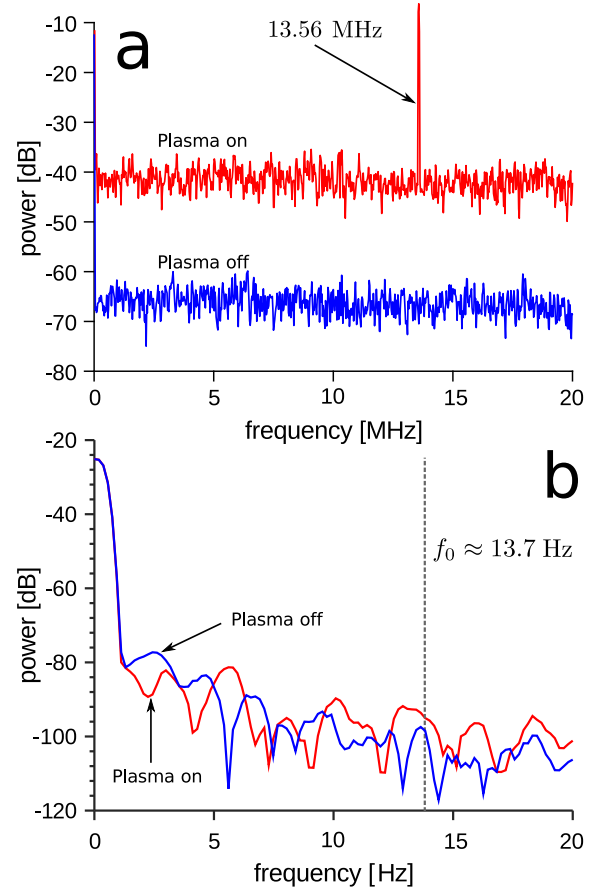 a
13.56 MHz
-10
-20
-30
-40
-50
-60
-70
-80
power [dB]
Plasma on
Plasma off
0
5
10
15
20
frequency [MHz]
b
-20
-40
-60
-80
-100
-120
power [dB]
f₀ ≈ 13.7 Hz
Plasma off
Plasma on
0
5
10
15
20
frequency [Hz]